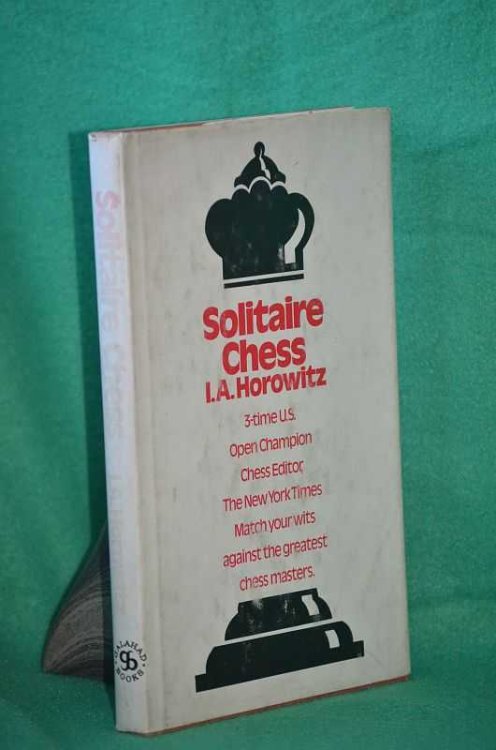 Solitaire
Chess
I.A. Horowitz
3-time U.S.
Open Champion
Chess Editor,
The New York Times
Match your wits
against the greatest
chess masters.
Solitaire Chess
GALAHAD
BOOKS